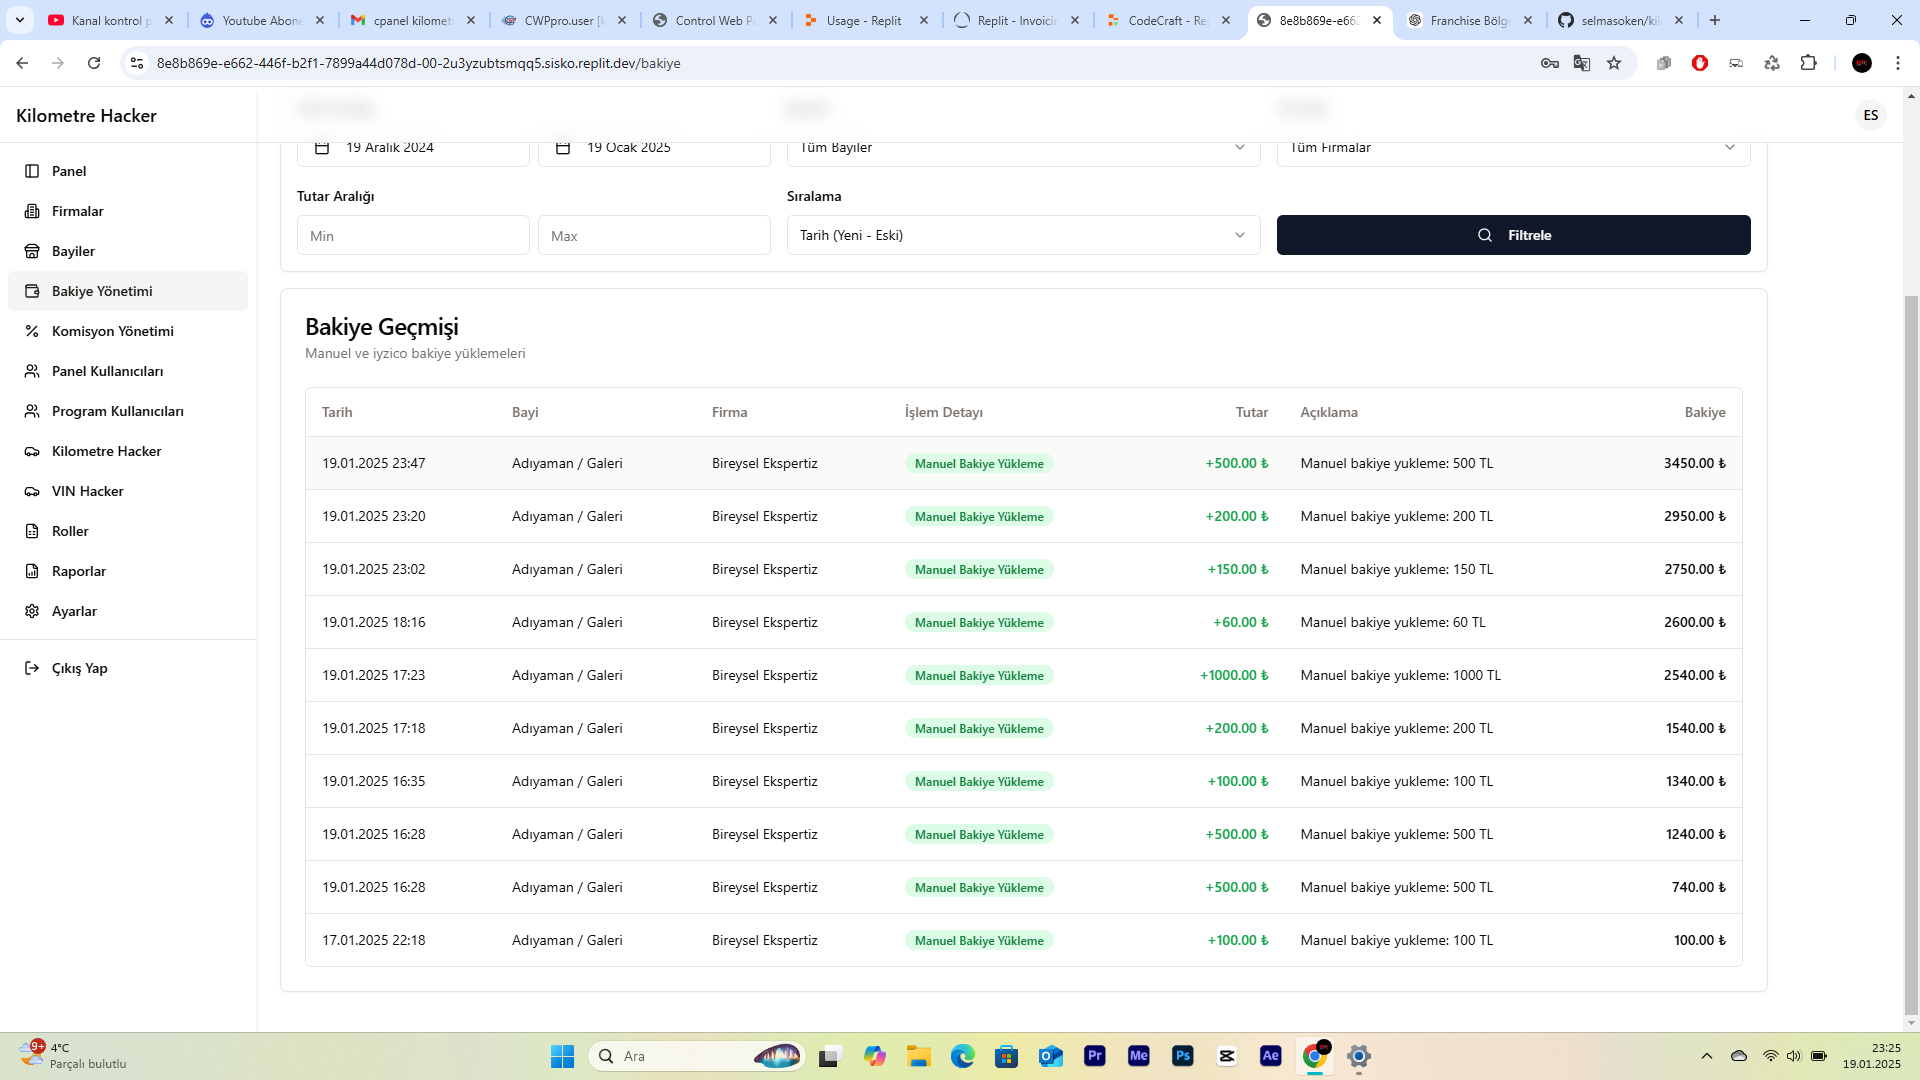 Kanal kontrol p
Youtube Abone
cpanel kilomet
CWPpro.user [k
Control Web Pa
Usage - Replit
Replit - Invoicin
CodeCraft - Rep
8e8b869e-e662
Franchise Bölge
selmasoken/kil
8e8b869e-e662-446f-b2f1-7899a44d078d-00-2u3yzubtsmqq5.sisko.replit.dev/bakiye
Kilometre Hacker
ES
Panel
Firmalar
Bayiler
Bakiye Yönetimi
Komisyon Yönetimi
Panel Kullanıcıları
Program Kullanıcıları
Kilometre Hacker
VIN Hacker
Roller
Raporlar
Ayarlar
Çıkış Yap
19 Aralık 2024 19 Ocak 2025 Tüm Bayiler Tüm Firmalar
Tutar Aralığı Sıralama
Min Max Tarih (Yeni - Eski) Filtrele
Bakiye Geçmişi
Manuel ve iyzico bakiye yüklemeleri
Tarih Bayi Firma İşlem Detayı Tutar Açıklama Bakiye
19.01.2025 23:47 Adıyaman / Galeri Bireysel Ekspertiz Manuel Bakiye Yükleme +500.00 ₺ Manuel bakiye yukleme: 500 TL 3450.00 ₺
19.01.2025 23:20 Adıyaman / Galeri Bireysel Ekspertiz Manuel Bakiye Yükleme +200.00 ₺ Manuel bakiye yukleme: 200 TL 2950.00 ₺
19.01.2025 23:02 Adıyaman / Galeri Bireysel Ekspertiz Manuel Bakiye Yükleme +150.00 ₺ Manuel bakiye yukleme: 150 TL 2750.00 ₺
19.01.2025 18:16 Adıyaman / Galeri Bireysel Ekspertiz Manuel Bakiye Yükleme +60.00 ₺ Manuel bakiye yukleme: 60 TL 2600.00 ₺
19.01.2025 17:23 Adıyaman / Galeri Bireysel Ekspertiz Manuel Bakiye Yükleme +1000.00 ₺ Manuel bakiye yukleme: 1000 TL 2540.00 ₺
19.01.2025 17:18 Adıyaman / Galeri Bireysel Ekspertiz Manuel Bakiye Yükleme +200.00 ₺ Manuel bakiye yukleme: 200 TL 1540.00 ₺
19.01.2025 16:35 Adıyaman / Galeri Bireysel Ekspertiz Manuel Bakiye Yükleme +100.00 ₺ Manuel bakiye yukleme: 100 TL 1340.00 ₺
19.01.2025 16:28 Adıyaman / Galeri Bireysel Ekspertiz Manuel Bakiye Yükleme +500.00 ₺ Manuel bakiye yukleme: 500 TL 1240.00 ₺
19.01.2025 16:28 Adıyaman / Galeri Bireysel Ekspertiz Manuel Bakiye Yükleme +500.00 ₺ Manuel bakiye yukleme: 500 TL 740.00 ₺
17.01.2025 22:18 Adıyaman / Galeri Bireysel Ekspertiz Manuel Bakiye Yükleme +100.00 ₺ Manuel bakiye yukleme: 100 TL 100.00 ₺
9+
4°C
Parçalı bulutlu
Ara
Pr
Me
Ps
Ae
23:25
19.01.2025